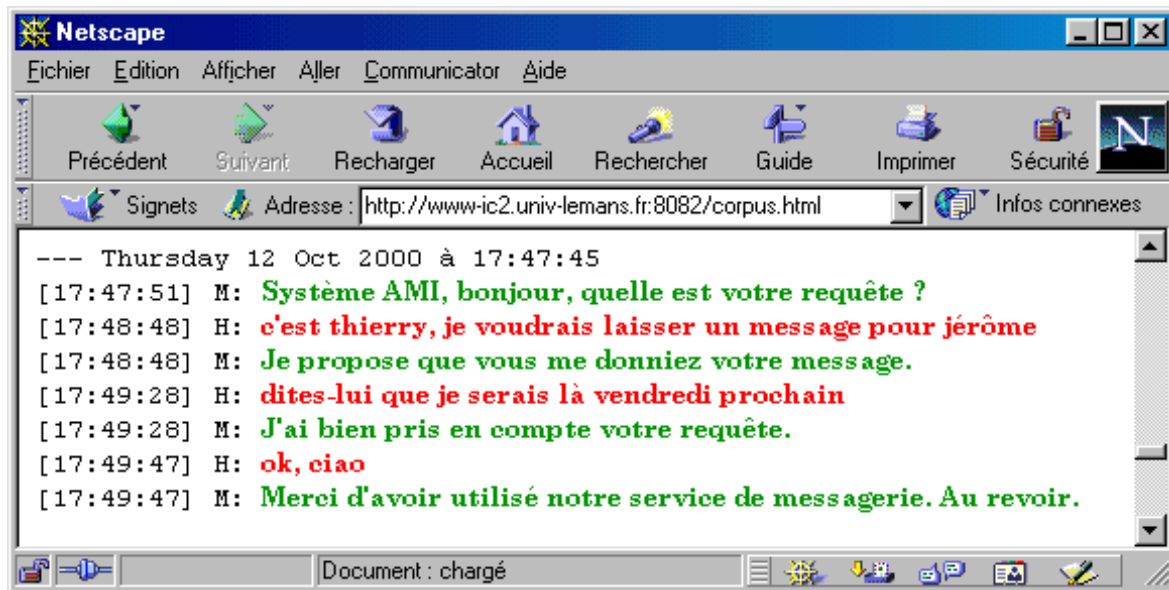 Netscape
Fichier Edition Afficher Aller Communicator Aide
Précédent Suivant Recharger Accueil Rechercher Guide Imprimer Sécurité N
Signets Adresse : http://www-ic2.univ-lemans.fr:8082/corpus.html Infos connexes
--- Thursday 12 Oct 2000 à 17:47:45
[17:47:51] M: Système AMI, bonjour, quelle est votre requête ?
[17:48:48] H: c'est thierry, je voudrais laisser un message pour jérôme
[17:48:48] M: Je propose que vous me donniez votre message.
[17:49:28] H: dites-lui que je serais là vendredi prochain
[17:49:28] M: J'ai bien pris en compte votre requête.
[17:49:47] H: ok, ciao
[17:49:47] M: Merci d'avoir utilisé notre service de messagerie. Au revoir.
Document : chargé